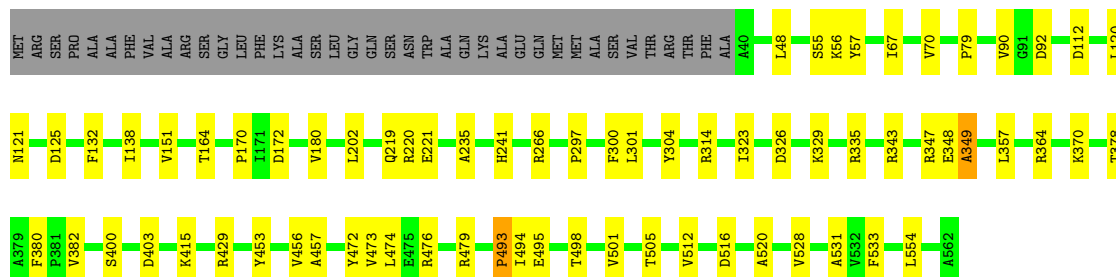 MET ARG SER PRO ALA ALA PHE VAL ALA ARG SER GLY LEU PHE LYS ALA SER LEU GLY GLN SER ASN TRP ALA GLN LYS ALA GLU GLN MET MET ALA SER VAL THR ARG THR PHE ALA A40 L48 S55 K56 Y57 I67 V70 P79 V90 G91 D92 D112 L120
N121 D125 F132 I138 V151 T164 P170 I171 D172 V180 L202 Q219 R220 E221 A235 H241 R266 P297 F300 L301 Y304 R314 I323 D326 K329 R335 R343 R347 E348 A349 L357 R364 K370 T378
A379 F380 P381 V382 S400 D403 K415 R429 Y453 V456 A457 Y472 V473 L474 E475 R476 R479 P493 I494 E495 T498 V501 T505 V512 D516 A520 V528 A531 V532 F533 L554 A562